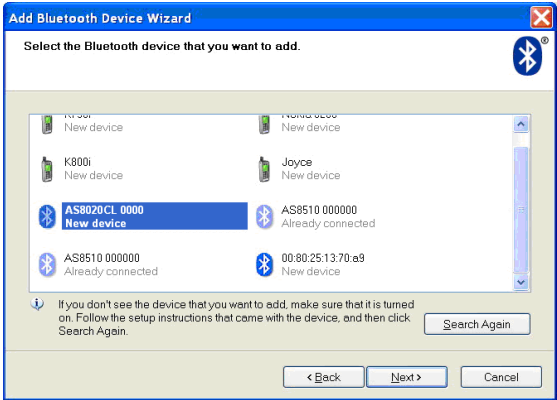 Add Bluetooth Device Wizard
Select the Bluetooth device that you want to add.
®
New device
New device
K800i
New device
Joyce
New device
AS8020CL 0000
New device
AS8510 000000
Already connected
AS8510 000000
Already connected
00:80:25:13:70:a9
New device
If you don't see the device that you want to add, make sure that it is turned
on. Follow the setup instructions that came with the device, and then click
Search Again.
Search Again
< Back
Next >
Cancel